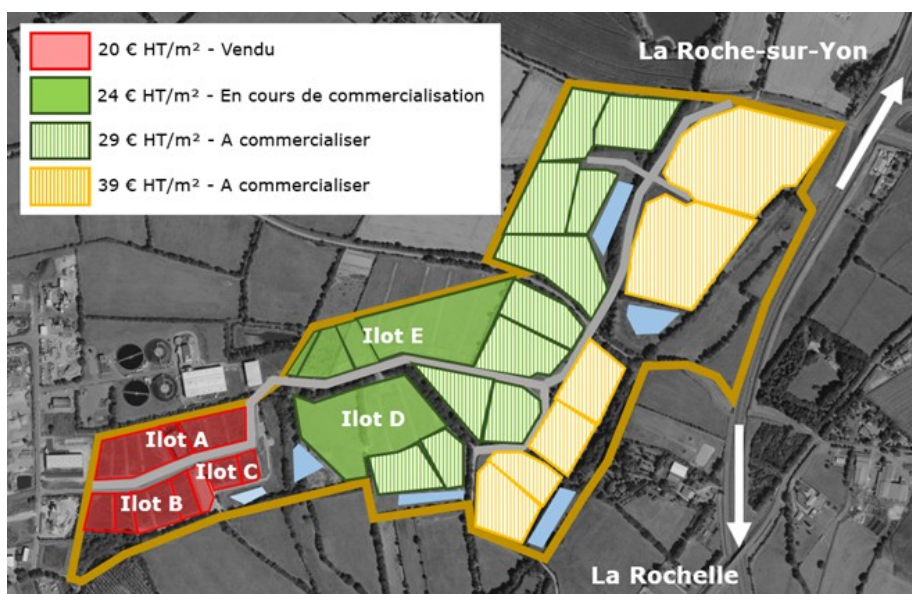 20 € HT/m² - Vendu
24 € HT/m² - En cours de commercialisation
29 € HT/m² - A commercialiser
39 € HT/m² - A commercialiser
La Roche-sur-Yon
Ilot E
Ilot D
Ilot A
Ilot C
Ilot B
La Rochelle